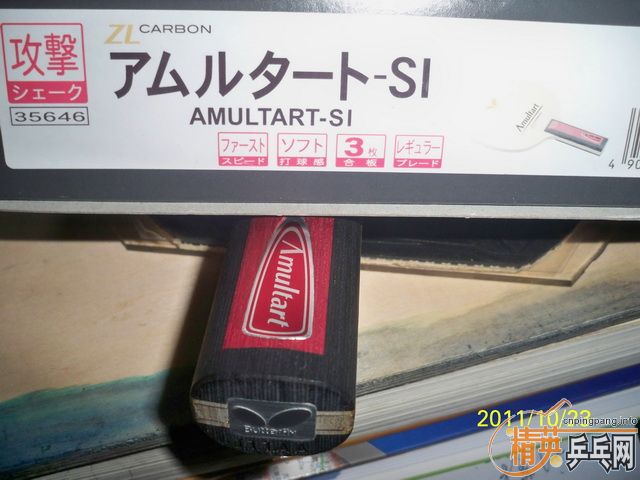 ZL CARBON
攻撃
シェーク
35646
アムルタート-SI
AMULTART-SI
ファースト
スピード
ソフト
打球感
3枚
合板
レギュラー
ブレード
Amultart
4 90
Amultart
Butterfly
2011/10/23
cnpingpang.info
精英乒乓网